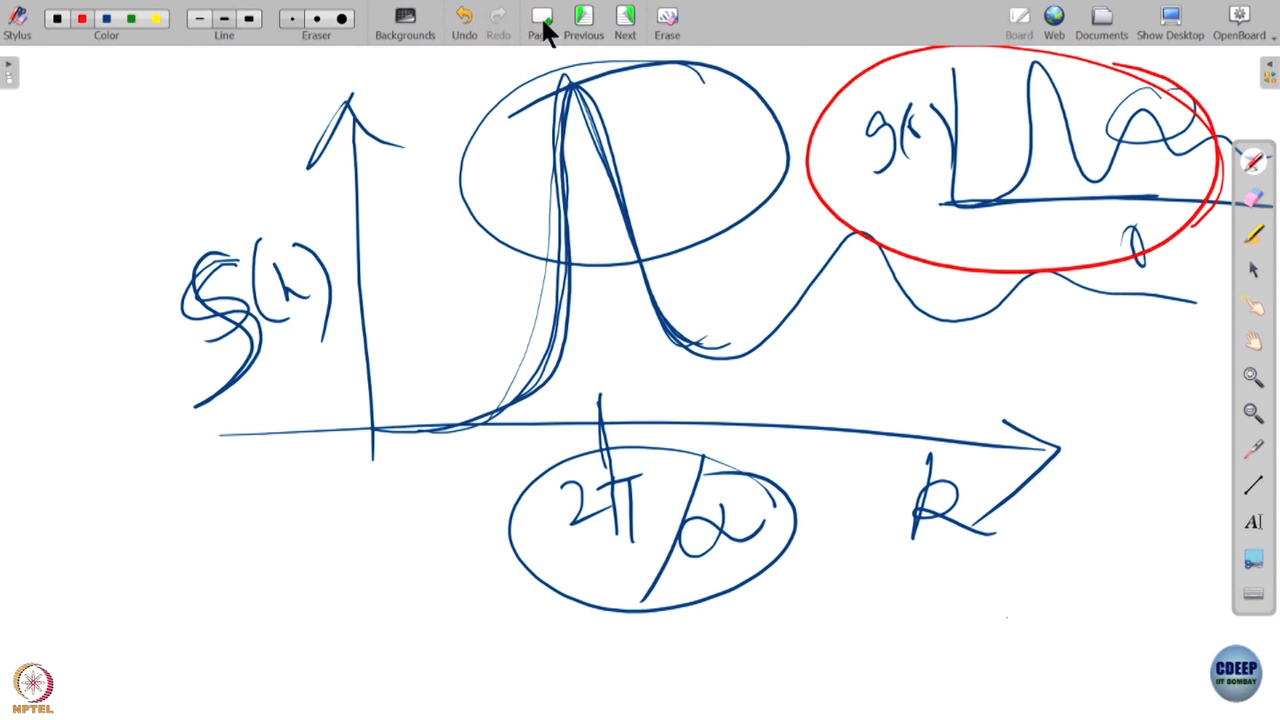 Stylus Color Line Eraser Backgrounds Undo Redo Pag Previous Next Erase Board Web Documents Show Desktop OpenBoard
g(r)
S(k)
r
2π/α
k
NPTEL
CDEEP
IIT BOMBAY